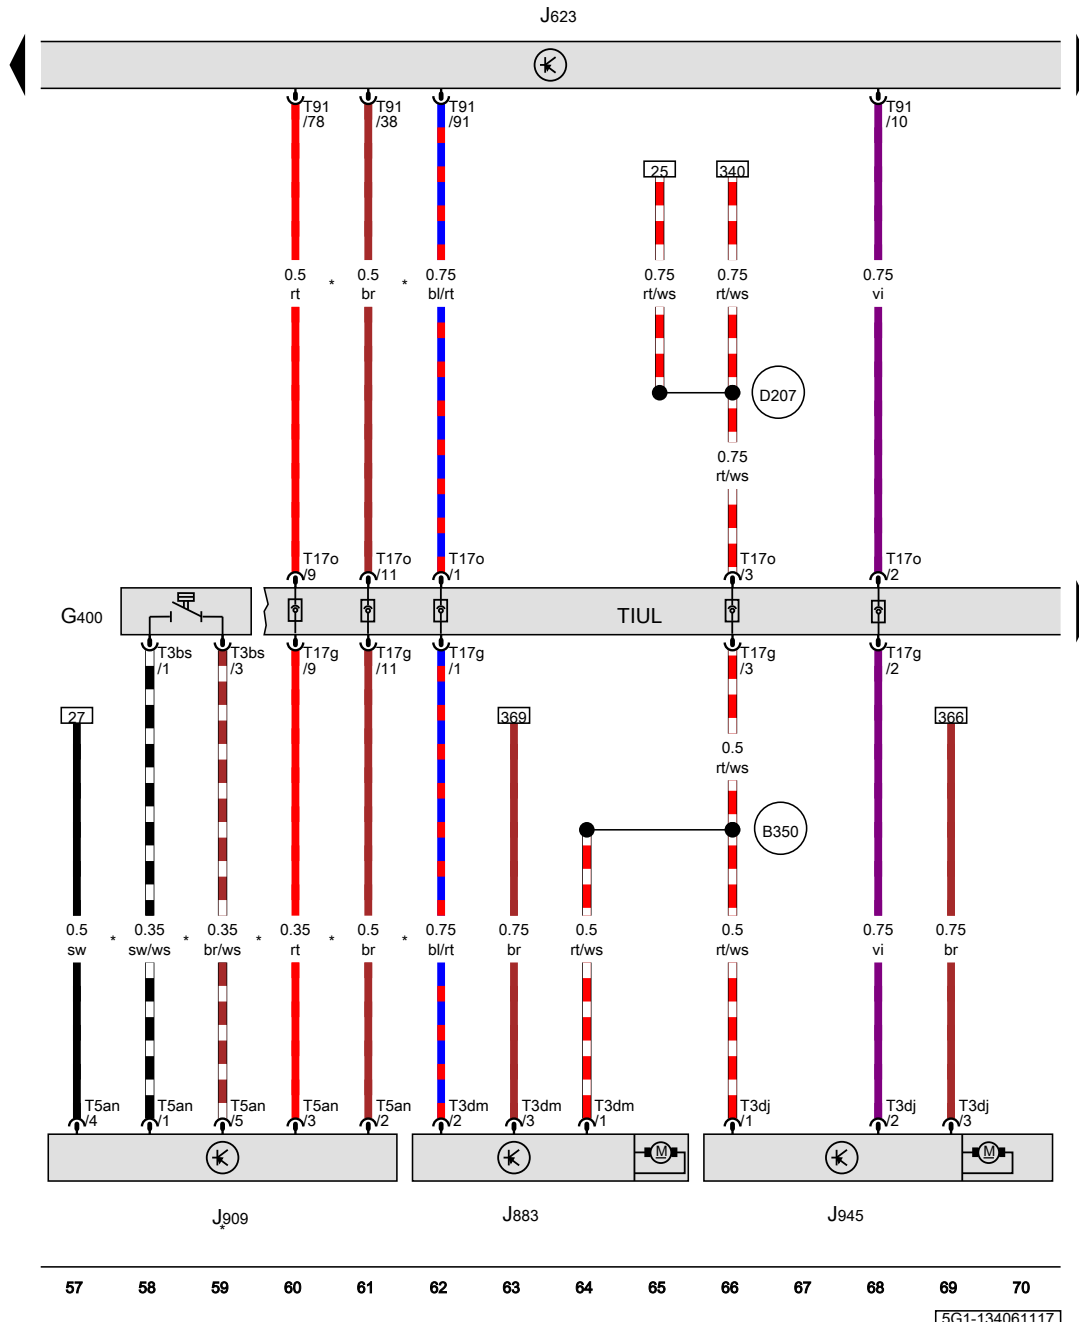 J623
T91 T91 T91 T91
/78 /38 /91 /10
25 340
0.5 0.5 0.75 0.75 0.75 0.75
rt * br * bl/rt rt/ws rt/ws vi
D207
0.75
rt/ws
T17o T17o T17o T17o T17o
/9 /11 /1 /3 /2
G400 TIUL
T3bs T3bs T17g T17g T17g T17g T17g
/1 /3 /9 /11 /1 /3 /2
27 369 366
0.5
rt/ws
B350
0.5 0.35 0.35 0.35 0.5 0.75 0.75 0.5 0.5 0.75 0.75
sw * sw/ws * br/ws * rt * br * bl/rt br rt/ws rt/ws vi br
T5an T5an T5an T5an T5an T3dm T3dm T3dm T3dj T3dj T3dj
/4 /1 /5 /3 /2 /2 /3 /1 /1 /2 /3
M M
J909 J883 J945
*
57 58 59 60 61 62 63 64 65 66 67 68 69 70
5G1-134061117